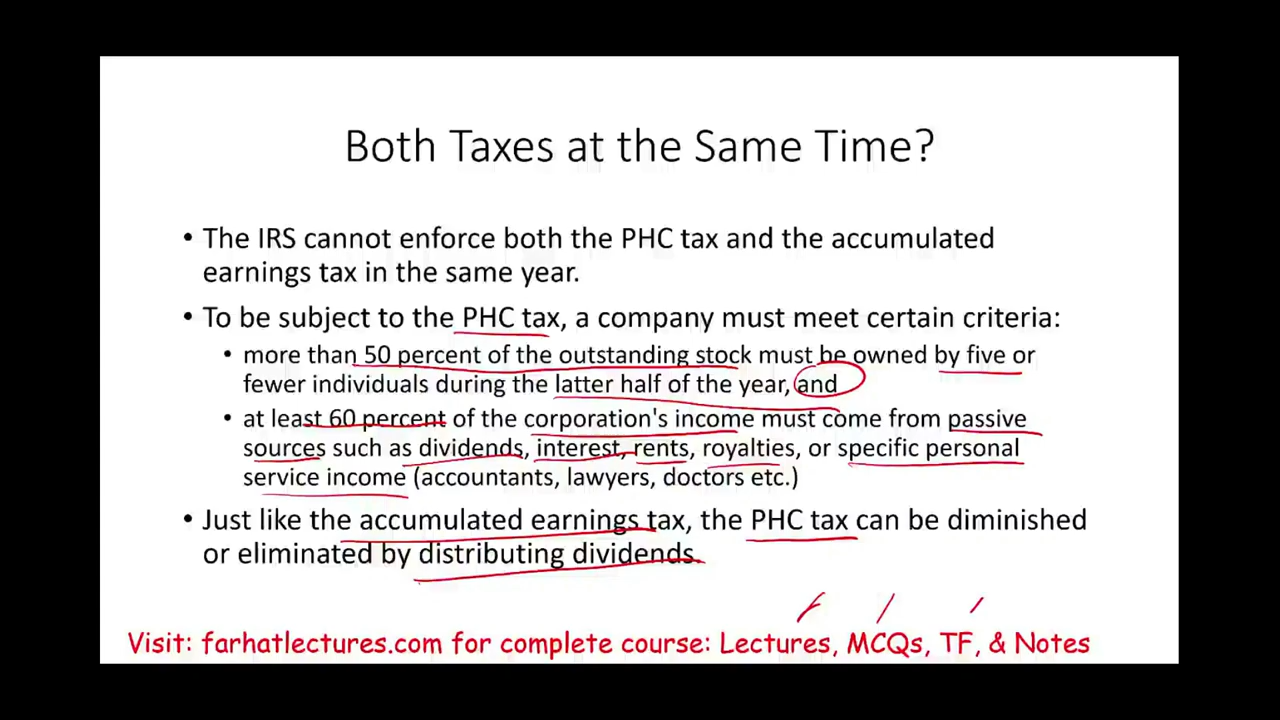 Both Taxes at the Same Time?
• The IRS cannot enforce both the PHC tax and the accumulated
earnings tax in the same year.
• To be subject to the PHC tax, a company must meet certain criteria:
• more than 50 percent of the outstanding stock must be owned by five or
fewer individuals during the latter half of the year, and
• at least 60 percent of the corporation's income must come from passive
sources such as dividends, interest, rents, royalties, or specific personal
service income (accountants, lawyers, doctors etc.)
• Just like the accumulated earnings tax, the PHC tax can be diminished
or eliminated by distributing dividends.
Visit: farhatlectures.com for complete course: Lectures, MCQs, TF, & Notes